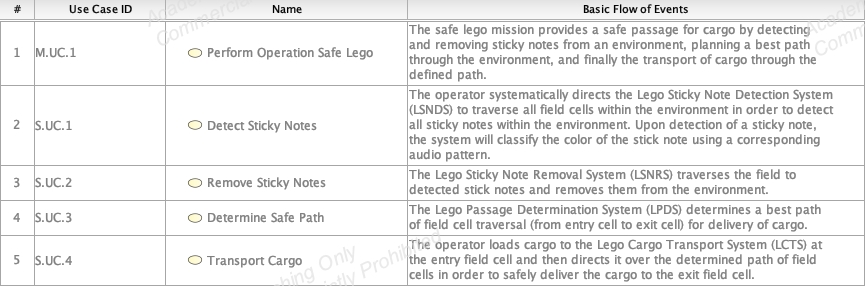 # Use Case ID Name Basic Flow of Events
1 M.UC.1 Perform Operation Safe Lego
The safe lego mission provides a safe passage for cargo by detecting
and removing sticky notes from an environment, planning a best path
through the environment, and finally the transport of cargo through the
defined path.
2 S.UC.1 Detect Sticky Notes
The operator systematically directs the Lego Sticky Note Detection System
(LSNDS) to traverse all field cells within the environment in order to detect
all sticky notes within the environment. Upon detection of a sticky note,
the system will classify the color of the stick note using a corresponding
audio pattern.
3 S.UC.2 Remove Sticky Notes
The Lego Sticky Note Removal System (LSNRS) traverses the field to
detected stick notes and removes them from the environment.
4 S.UC.3 Determine Safe Path
The Lego Passage Determination System (LPDS) determines a best path
of field cell traversal (from entry cell to exit cell) for delivery of cargo.
5 S.UC.4 Transport Cargo
The operator loads cargo to the Lego Cargo Transport System (LCTS) at
the entry field cell and then directs it over the determined path of field
cells in order to safely deliver the cargo to the exit field cell.